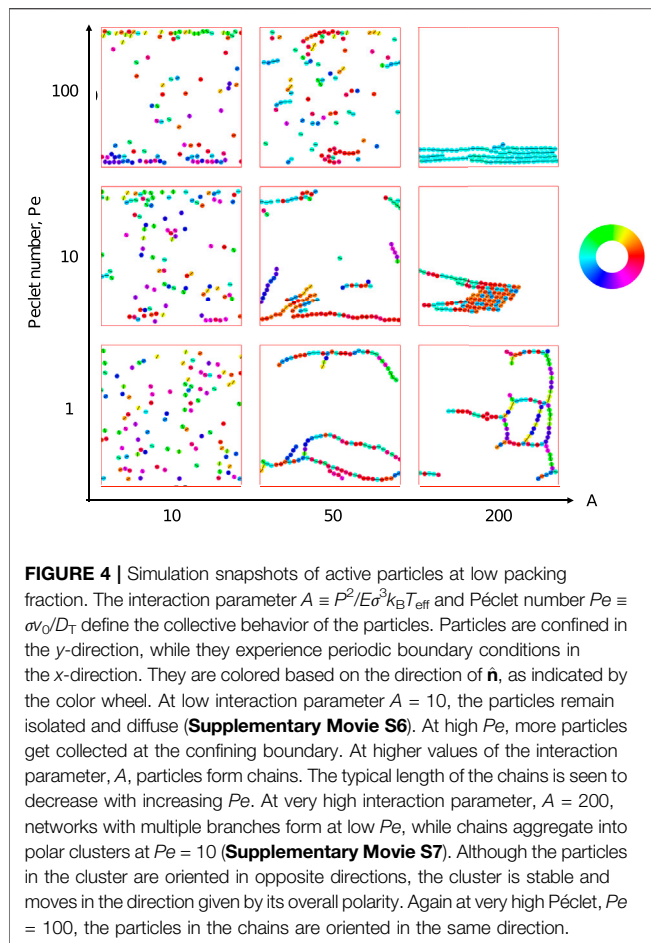 100
)
Peclet number, Pe
10
1
10
50
200
A
FIGURE 4 | Simulation snapshots of active particles at low packing
fraction. The interaction parameter A ≡ P²/Eσ³k_BT_eff and Péclet number Pe ≡
σv₀/D_T define the collective behavior of the particles. Particles are confined in
the y-direction, while they experience periodic boundary conditions in
the x-direction. They are colored based on the direction of n̂, as indicated by
the color wheel. At low interaction parameter A = 10, the particles remain
isolated and diffuse (Supplementary Movie S6). At high Pe, more particles
get collected at the confining boundary. At higher values of the interaction
parameter, A, particles form chains. The typical length of the chains is seen to
decrease with increasing Pe. At very high interaction parameter, A = 200,
networks with multiple branches form at low Pe, while chains aggregate into
polar clusters at Pe = 10 (Supplementary Movie S7). Although the particles
in the cluster are oriented in opposite directions, the cluster is stable and
moves in the direction given by its overall polarity. Again at very high Péclet, Pe
= 100, the particles in the chains are oriented in the same direction.